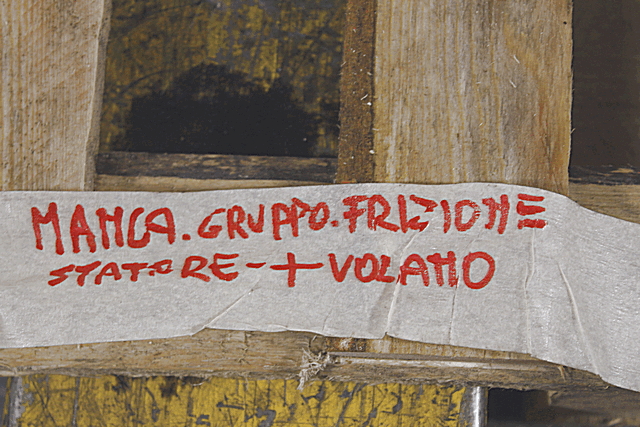 MANCA. GRUPPO. FRIZIONE
STATORE - + VOLANO